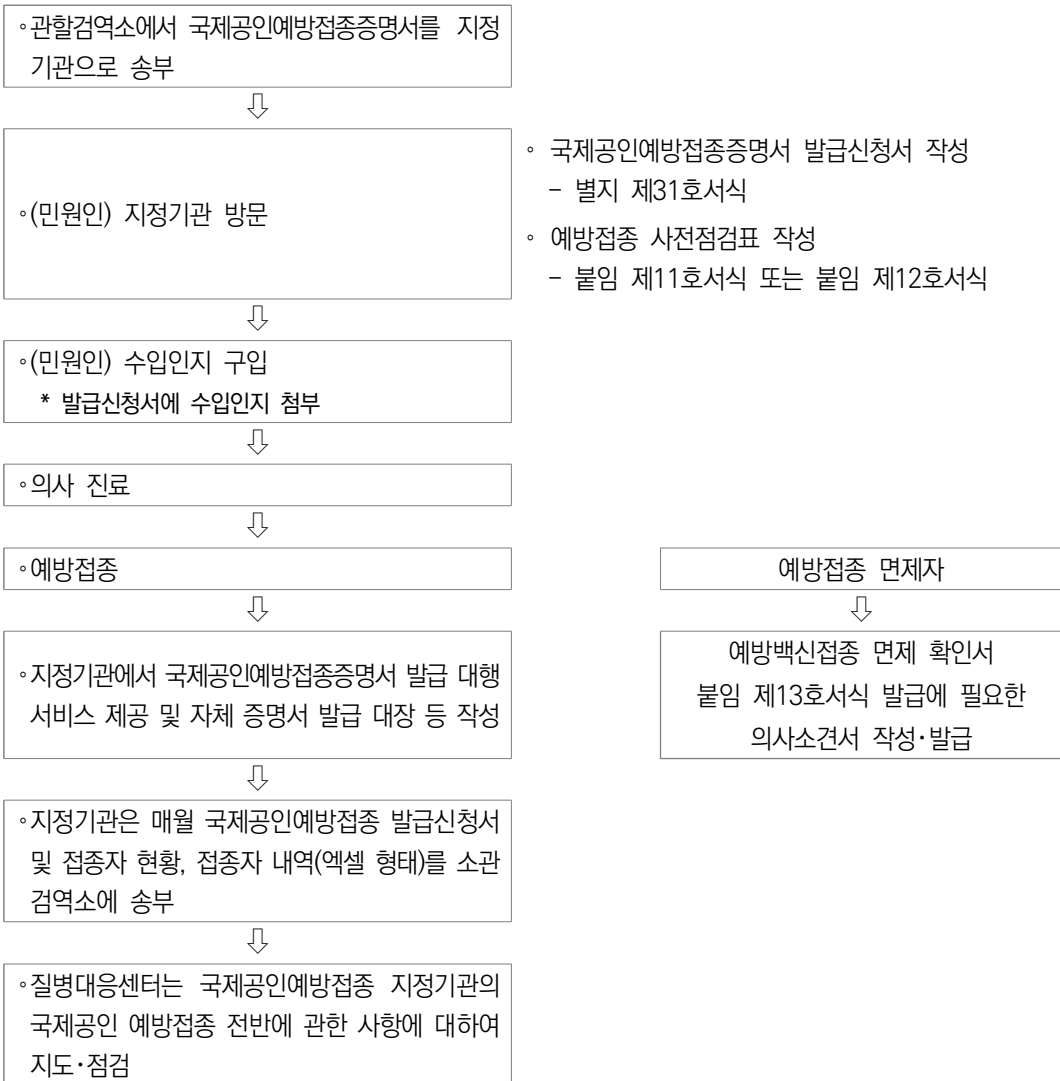 ◦관할검역소에서 국제공인예방접종증명서를 지정
기관으로 송부
⇩
◦(민원인) 지정기관 방문
◦ 국제공인예방접종증명서 발급신청서 작성
- 별지 제31호서식
◦ 예방접종 사전점검표 작성
- 붙임 제11호서식 또는 붙임 제12호서식
⇩
◦(민원인) 수입인지 구입
* 발급신청서에 수입인지 첨부
⇩
◦의사 진료
⇩
◦예방접종
⇩
◦지정기관에서 국제공인예방접종증명서 발급 대행
서비스 제공 및 자체 증명서 발급 대장 등 작성
예방접종 면제자
⇩
예방백신접종 면제 확인서
붙임 제13호서식 발급에 필요한
의사소견서 작성·발급
⇩
◦지정기관은 매월 국제공인예방접종 발급신청서
및 접종자 현황, 접종자 내역(엑셀 형태)를 소관
검역소에 송부
⇩
◦질병대응센터는 국제공인예방접종 지정기관의
국제공인 예방접종 전반에 관한 사항에 대하여
지도·점검